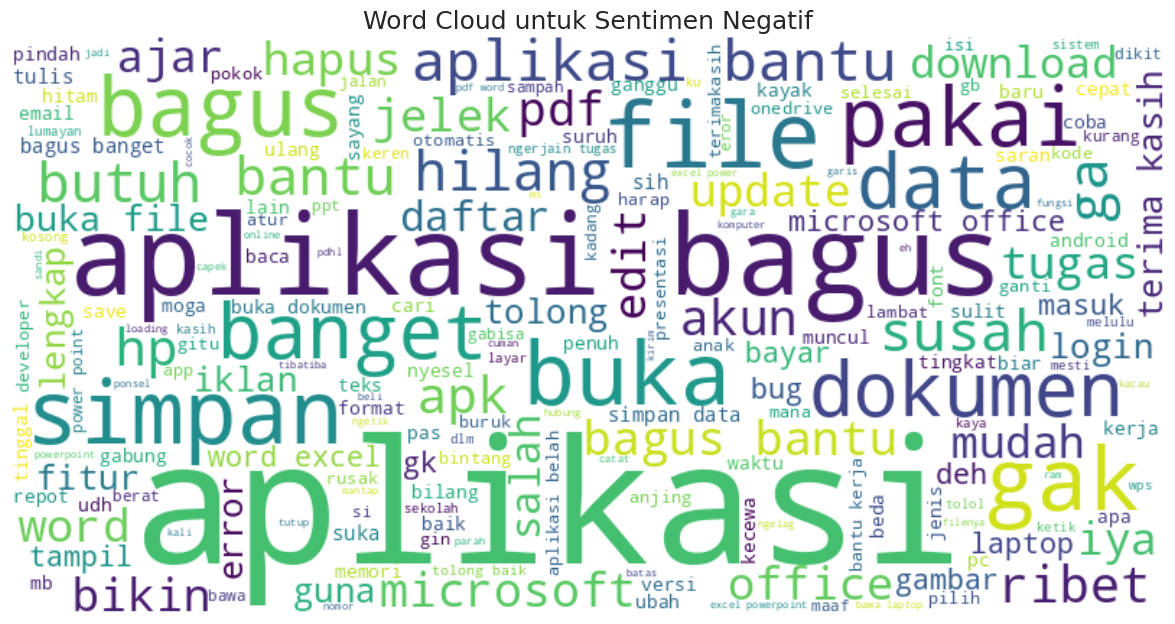 Word Cloud untuk Sentimen Negatif
pindah jadi ajar hapus aplikasi bantu download isi sistem dikit
tulis pokok jalan pdf word sampah ganggu ku kayak selesai gb baru cepat
hitam bagus jelek pdf file terimakasih onedrive pakai coba terima kasih
email lumayan sayang otomatis suruh eror kurang
bagus banget cocok ulang keren ngerjain tugas saran kode
butuh bantu hilang excel power sih update data garis ga
buka file lain ppt daftar ms harap fungsi
kosong atur kadang edit gara microsoft office
sandi online baca pdhl komputer eh android
lengkap capek aplikasi bagus presentasi font tugas
save moga buka dokumen cari tolong akun lambat sulit ganti masuk
developer hp loading kasih banget gabisa penuh anak muncul susah melulu
power point gitu tibatiba cuman layar kirim bayar tingkat biar login mesti
app iklan teks nyesel buka bug dokumen kacau
tinggal simpan ponsel beli format apk buruk hubung simpan data mana kaya
powerpoint gabung ngetik pas dlm bagus bantu mudah kerja
fitur word excel gk bintang salah catat waktu gak deh
repot udh berat rusak mantap bilang aplikasi belah anjing bantu kerja beda ram wps
word error aplikasi sekolah kecewa jenis tolol apa
kali tutup si suka baik gin parah ngelag filenya ketik iya
tampil memori tolong baik batas laptop pc
mb bikin bawa guna nomor microsoft versi ubah office gambar ribet
excel powerpoint maaf bawa laptop pilih